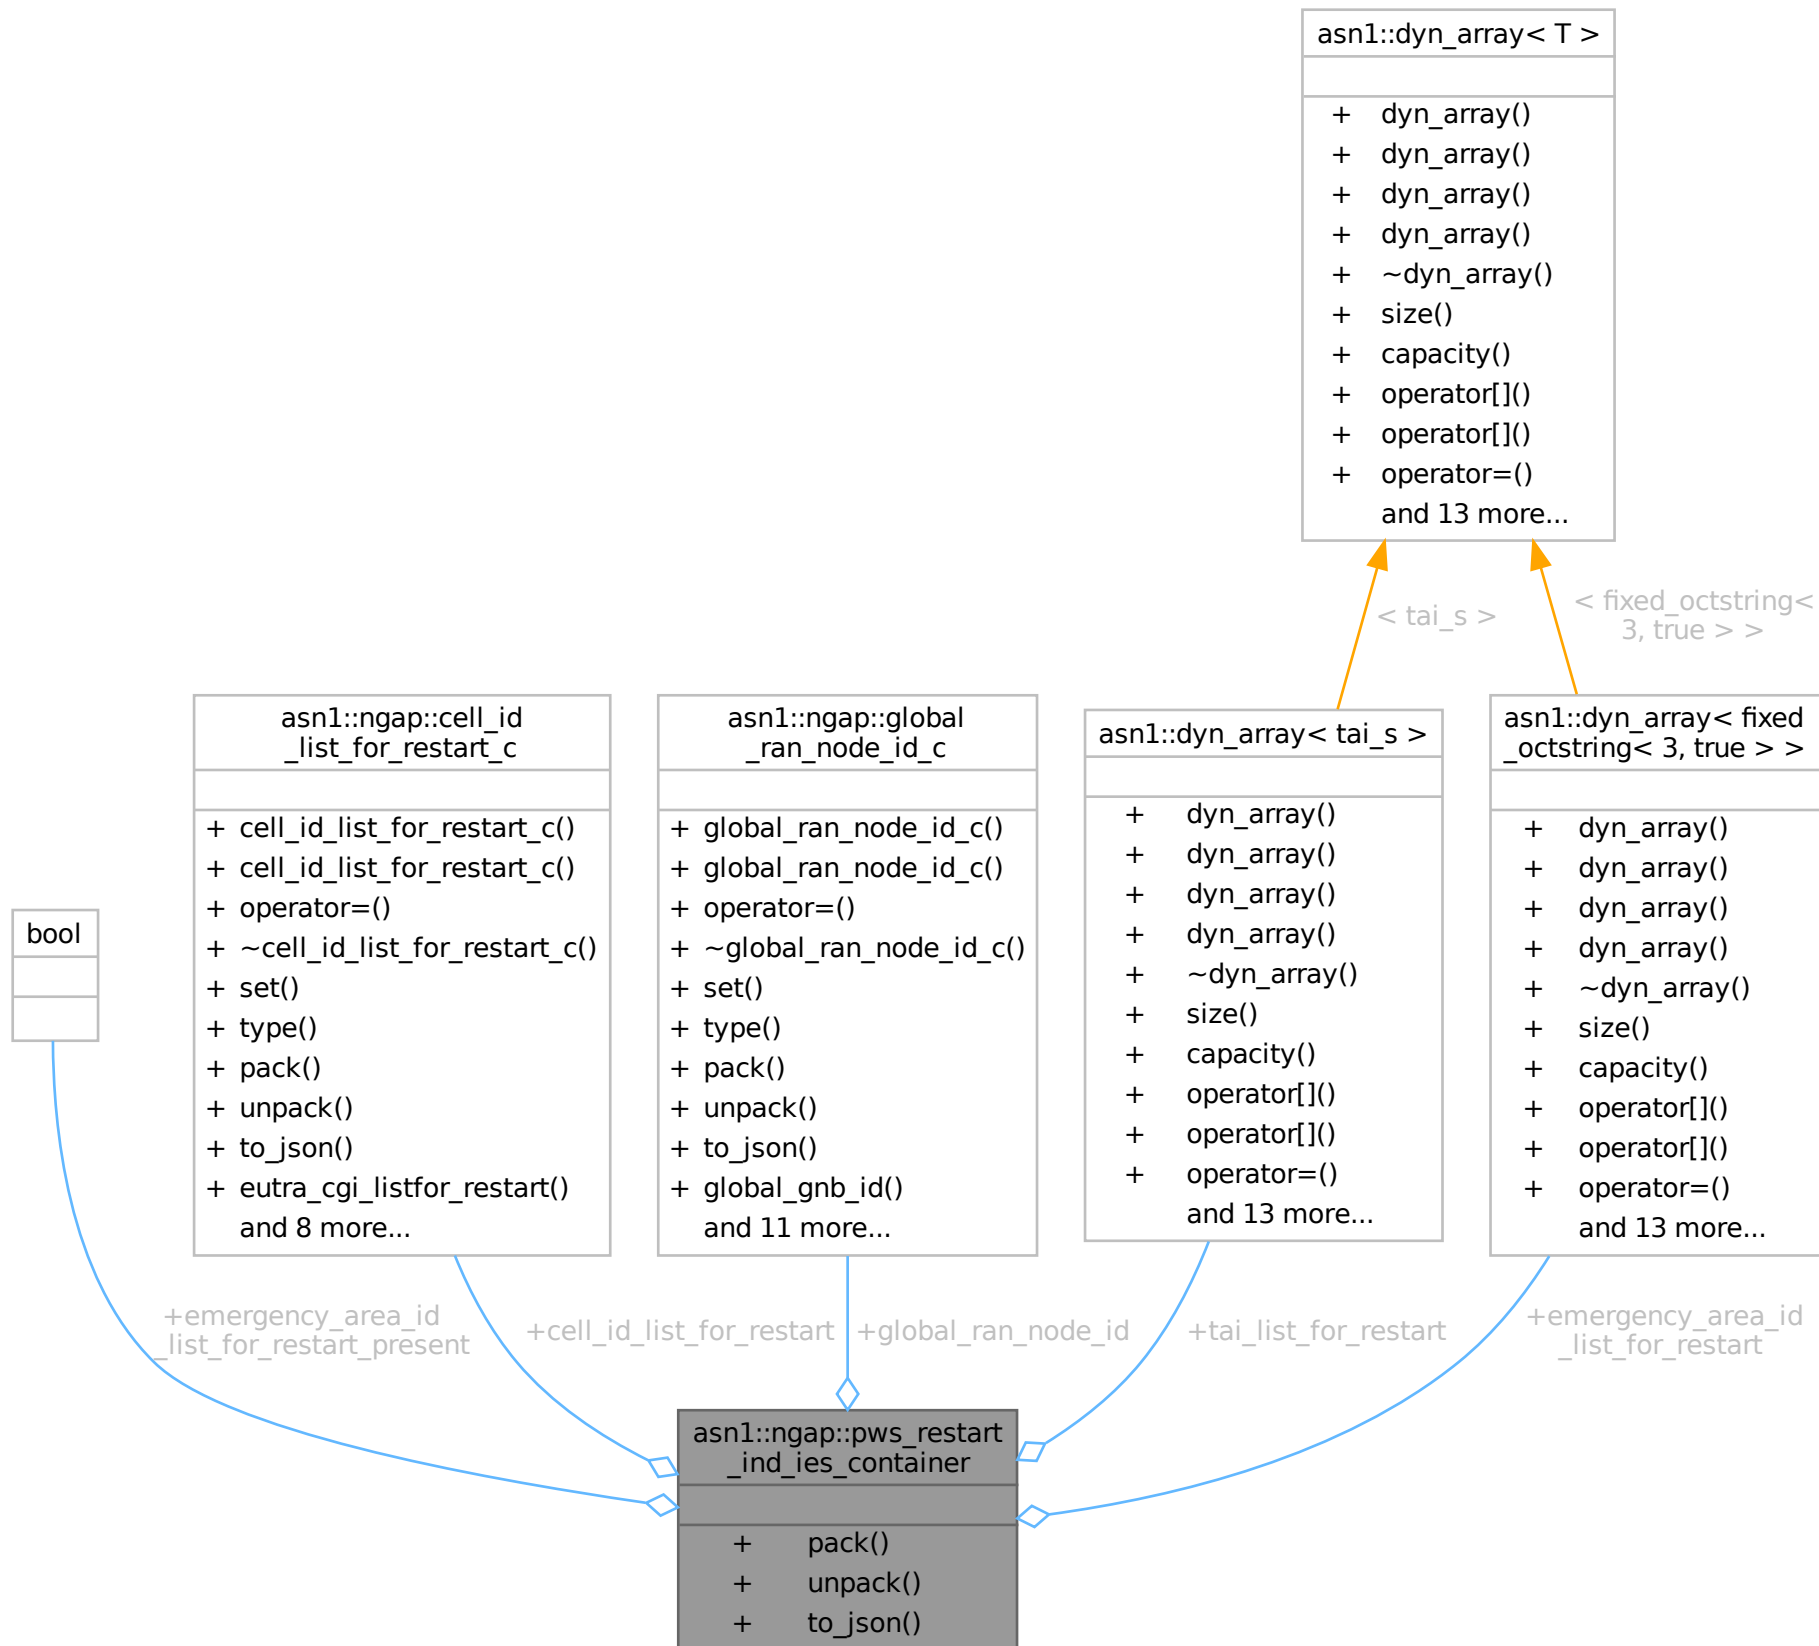 asn1::dyn_array< T >
+ dyn_array()
+ dyn_array()
+ dyn_array()
+ dyn_array()
+ ~dyn_array()
+ size()
+ capacity()
+ operator[]()
+ operator[]()
+ operator=()
and 13 more...
< tai_s >
< fixed_octstring<
3, true > >
bool
asn1::ngap::cell_id
_list_for_restart_c
+ cell_id_list_for_restart_c()
+ cell_id_list_for_restart_c()
+ operator=()
+ ~cell_id_list_for_restart_c()
+ set()
+ type()
+ pack()
+ unpack()
+ to_json()
+ eutra_cgi_listfor_restart()
and 8 more...
asn1::ngap::global
_ran_node_id_c
+ global_ran_node_id_c()
+ global_ran_node_id_c()
+ operator=()
+ ~global_ran_node_id_c()
+ set()
+ type()
+ pack()
+ unpack()
+ to_json()
+ global_gnb_id()
and 11 more...
asn1::dyn_array< tai_s >
+ dyn_array()
+ dyn_array()
+ dyn_array()
+ dyn_array()
+ ~dyn_array()
+ size()
+ capacity()
+ operator[]()
+ operator[]()
+ operator=()
and 13 more...
asn1::dyn_array< fixed
_octstring< 3, true > >
+ dyn_array()
+ dyn_array()
+ dyn_array()
+ dyn_array()
+ ~dyn_array()
+ size()
+ capacity()
+ operator[]()
+ operator[]()
+ operator=()
and 13 more...
+emergency_area_id
_list_for_restart_present
+cell_id_list_for_restart
+global_ran_node_id
+tai_list_for_restart
+emergency_area_id
_list_for_restart
asn1::ngap::pws_restart
_ind_ies_container
+ pack()
+ unpack()
+ to_json()